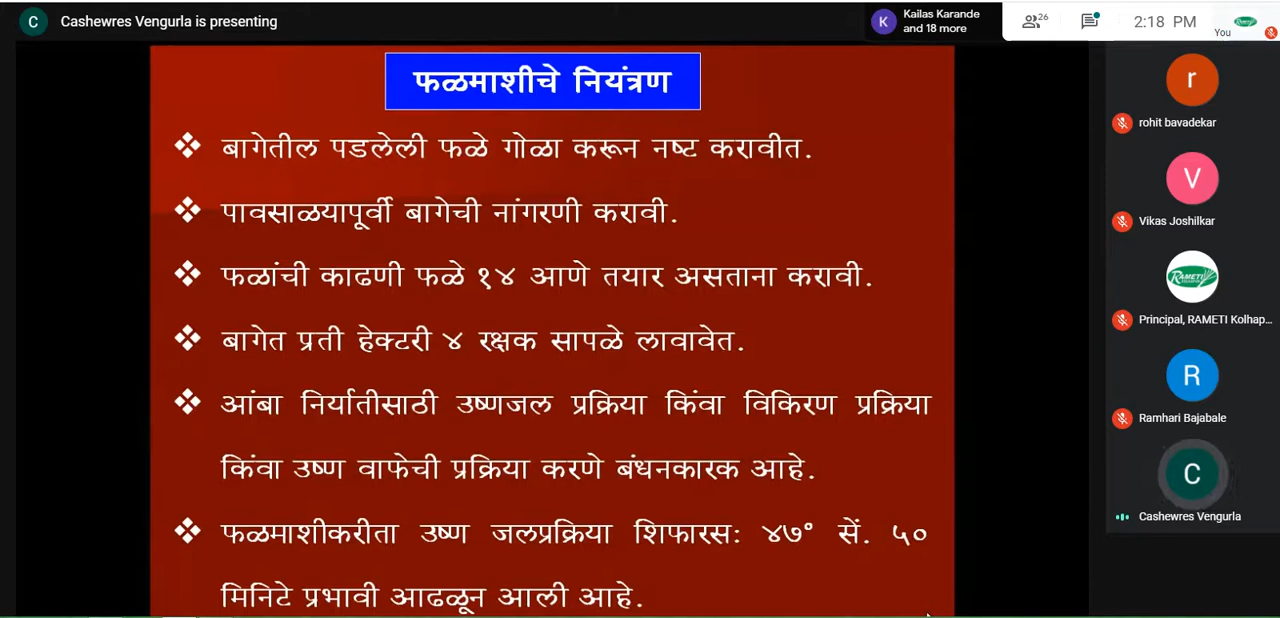 C Cashewres Vengurla is presenting
K Kailas Karande
and 18 more
26
2:18 PM
You
फळमाशीचे नियंत्रण
❖ बागेतील पडलेली फळे गोळा करून नष्ट करावीत.
❖ पावसाळयापूर्वी बागेची नांगरणी करावी.
❖ फळांची काढणी फळे १४ आणे तयार असताना करावी.
❖ बागेत प्रती हेक्टरी ४ रक्षक सापळे लावावेत.
❖ आंबा निर्यातीसाठी उष्णजल प्रक्रिया किंवा विकिरण प्रक्रिया
किंवा उष्ण वाफेची प्रक्रिया करणे बंधनकारक आहे.
❖ फळमाशीकरीता उष्ण जलप्रक्रिया शिफारस: ४७° सें. ५०
मिनिटे प्रभावी आढळून आली आहे.
r
rohit bavadekar
V
Vikas Joshilkar
RAMETI
Principal, RAMETI Kolhap...
R
Ramhari Bajabale
C
Cashewres Vengurla